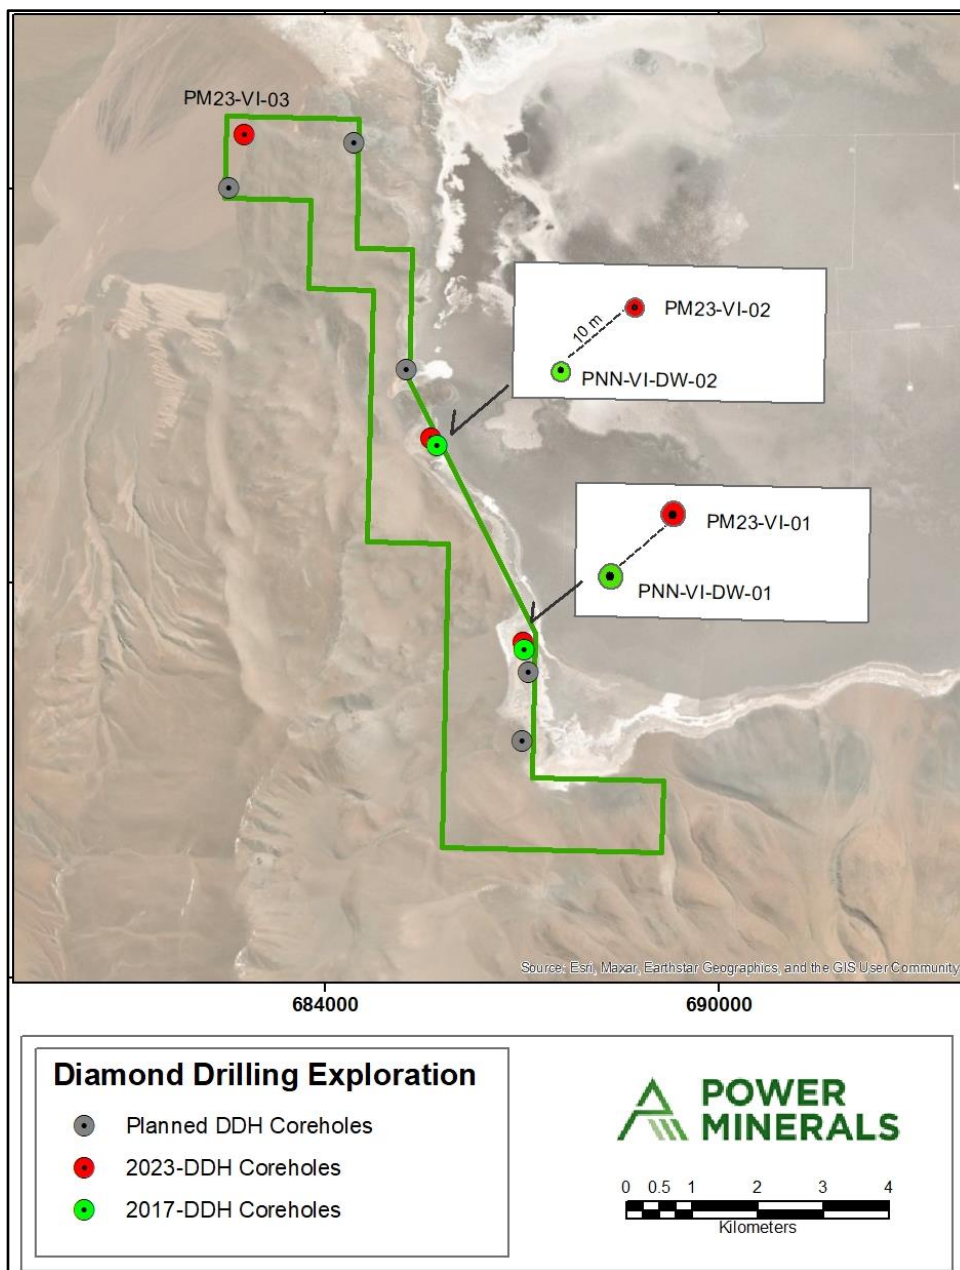 PM23-VI-03
10 m
PM23-VI-02
PNN-VI-DW-02
PM23-VI-01
PNN-VI-DW-01
Source: Esri, Maxar, Earthstar Geographics, and the GIS User Community
684000
690000
Diamond Drilling Exploration
Planned DDH Coreholes
2023-DDH Coreholes
2017-DDH Coreholes
POWER
MINERALS
0 0.5 1 2 3 4
Kilometers